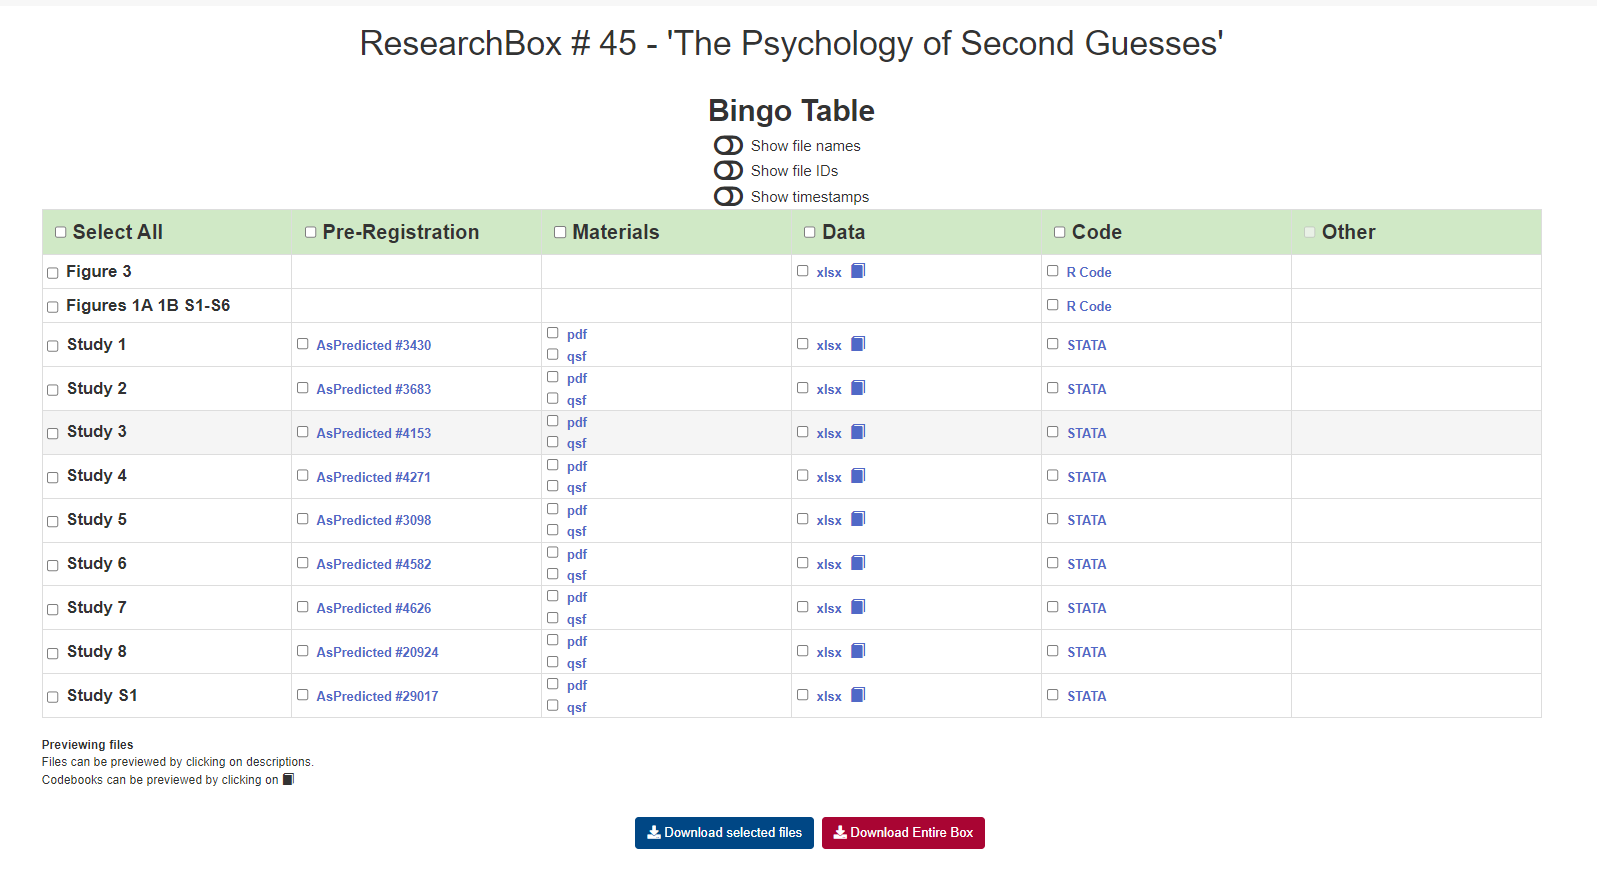 ResearchBox # 45 - 'The Psychology of Second Guesses'
Bingo Table
Show file names
Show file IDs
Show timestamps
Select All Pre-Registration Materials Data Code Other
Figure 3 xlsx R Code
Figures 1A 1B S1-S6 R Code
Study 1 AsPredicted #3430 pdf qsf xlsx STATA
Study 2 AsPredicted #3683 pdf qsf xlsx STATA
Study 3 AsPredicted #4153 pdf qsf xlsx STATA
Study 4 AsPredicted #4271 pdf qsf xlsx STATA
Study 5 AsPredicted #3098 pdf qsf xlsx STATA
Study 6 AsPredicted #4582 pdf qsf xlsx STATA
Study 7 AsPredicted #4626 pdf qsf xlsx STATA
Study 8 AsPredicted #20924 pdf qsf xlsx STATA
Study S1 AsPredicted #29017 pdf qsf xlsx STATA
Previewing files
Files can be previewed by clicking on descriptions.
Codebooks can be previewed by clicking on
Download selected files Download Entire Box